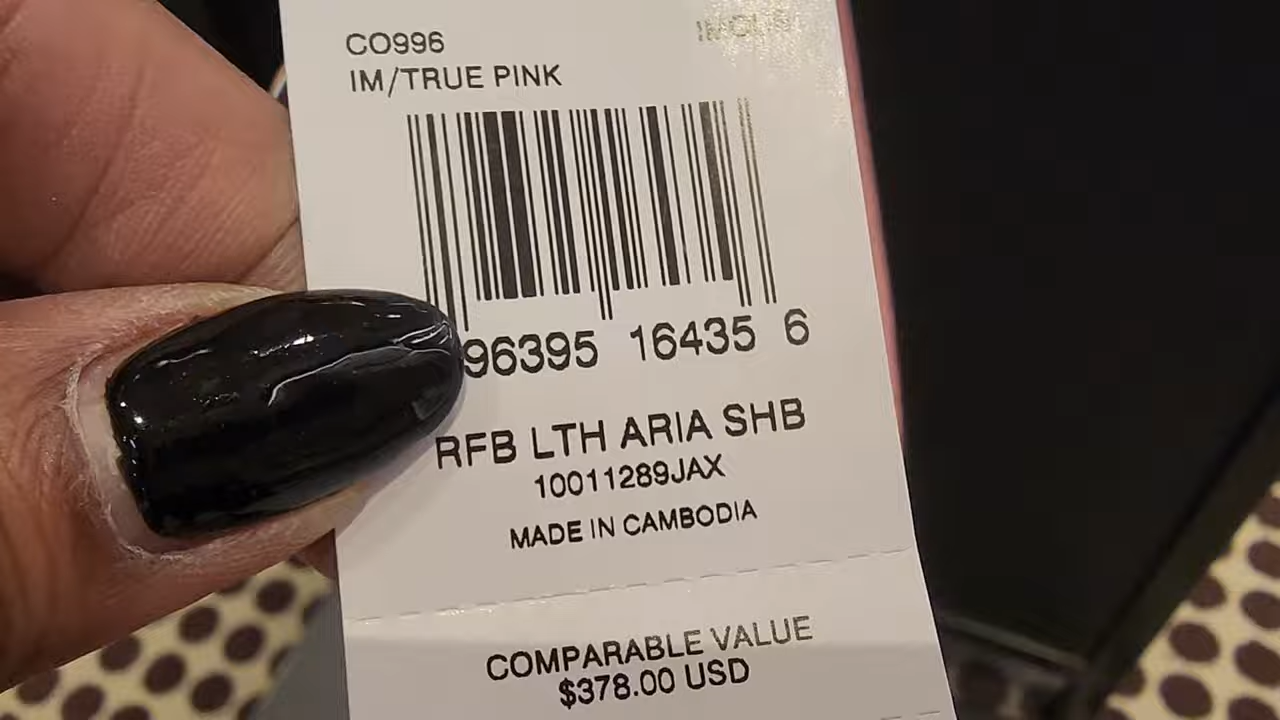 CO996
IM/TRUE PINK
96395 16435 6
RFB LTH ARIA SHB
10011289JAX
MADE IN CAMBODIA
COMPARABLE VALUE
$378.00 USD